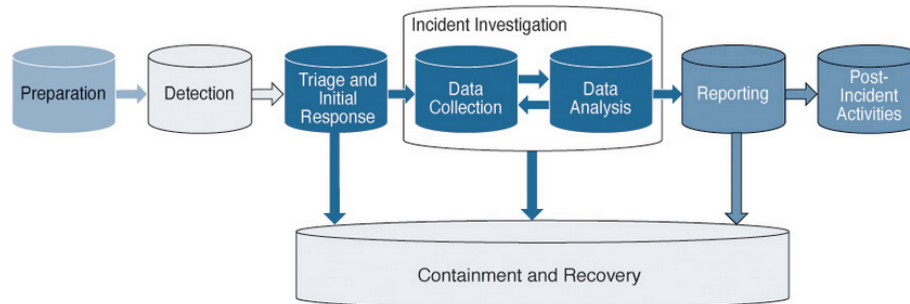 Incident Investigation
Preparation
Detection
Triage and
Initial
Response
Data
Collection
Data
Analysis
Reporting
Post-
Incident
Activities
Containment and Recovery